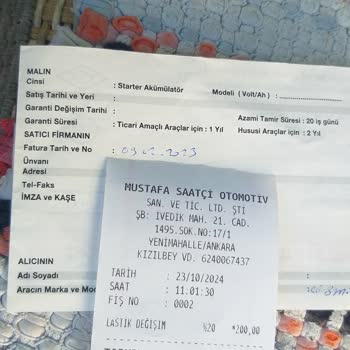 MALIN
Cinsi : Starter Akümülatör Modeli ( Volt/Ah ) :
Satış Tarihi ve Yeri :
Garanti Değişim Tarihi : Azami Tamir Süresi : 20 iş günü
Garanti Süresi : Ticari Amaçlı Araçlar için : 1 Yıl Hususi Araçlar için : 2 Yıl
SATICI FİRMANIN
Fatura Tarih ve No :
Ünvanı
Adresi
Tel-Faks
İMZA ve KAŞE
ALICININ
Adı Soyadı
Aracın Marka ve Mod
MUSTAFA SAATÇİ OTOMOTİV
SAN. VE TİC. LTD. ŞTİ
ŞB: İVEDİK MAH. 21. CAD.
1495.SOK.NO:17/1
YENİMAHALLE/ANKARA
KIZILBEY VD. 6240067437
TARİH : 23/10/2024
SAAT : 11:01:30
FİŞ NO : 0002
LASTİK DEĞİŞİM %20 *200,00